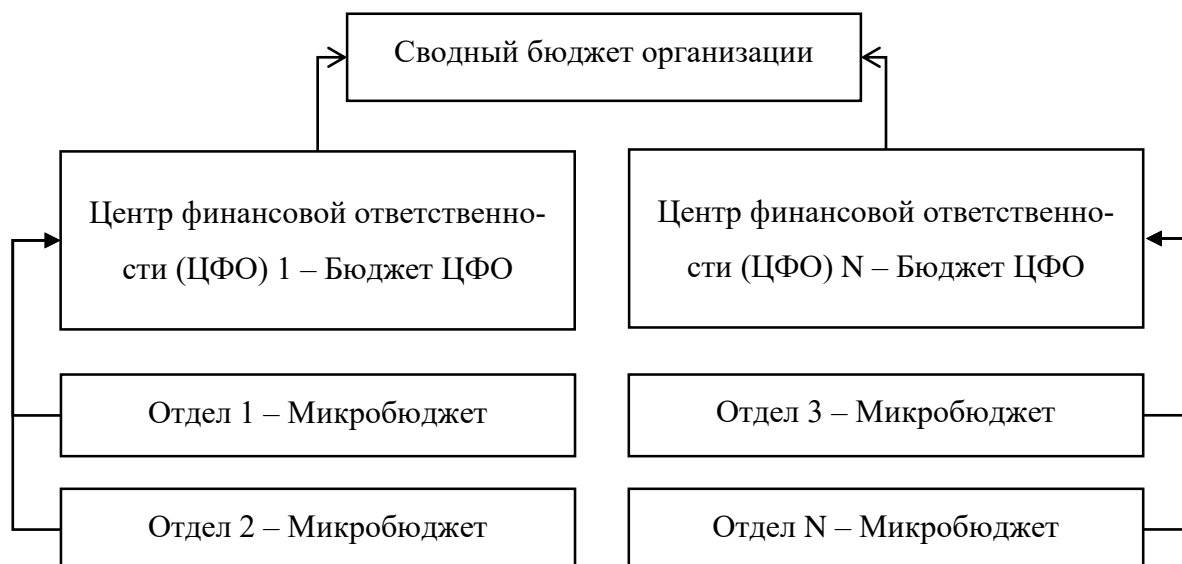 Сводный бюджет организации
Центр финансовой ответственно-
сти (ЦФО) 1 – Бюджет ЦФО
Центр финансовой ответственно-
сти (ЦФО) N – Бюджет ЦФО
Отдел 1 – Микробюджет
Отдел 3 – Микробюджет
Отдел 2 – Микробюджет
Отдел N – Микробюджет